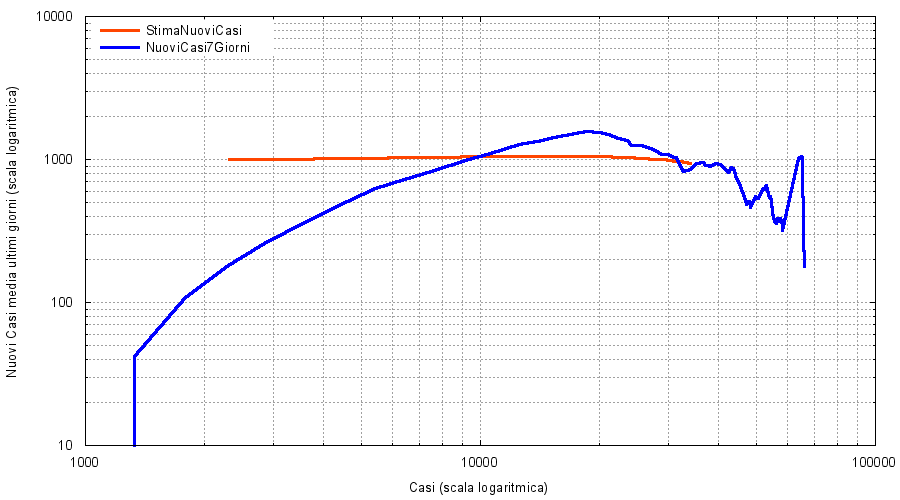 10000
1000
100
10
StimaNuoviCasi
NuoviCasi7Giorni
Nuovi Casi media ultimi giorni (scala logaritmica)
1000
10000
100000
Casi (scala logaritmica)